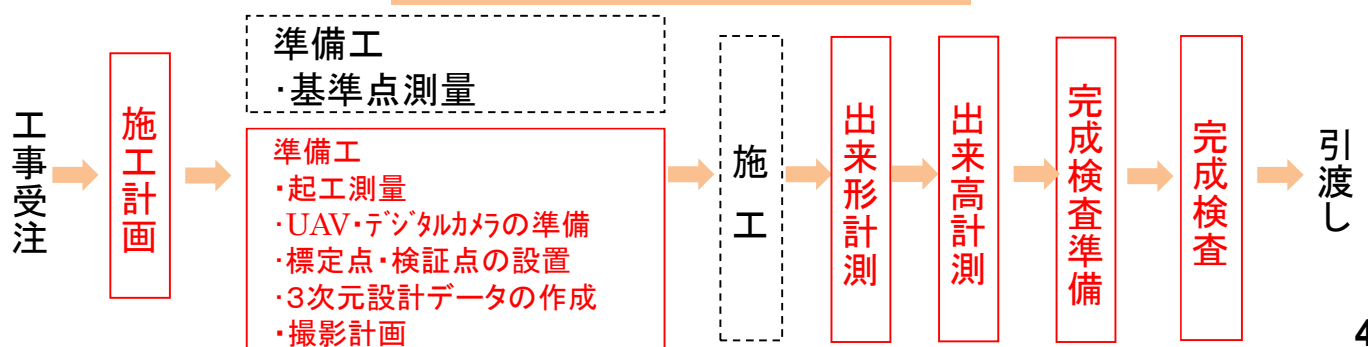 工事受注
施工計画
準備工
・基準点測量
準備工
・起工測量
・UAV・デジタルカメラの準備
・標定点・検証点の設置
・3次元設計データの作成
・撮影計画
施工
出来形計測
出来高計測
完成検査準備
完成検査
引渡し
4